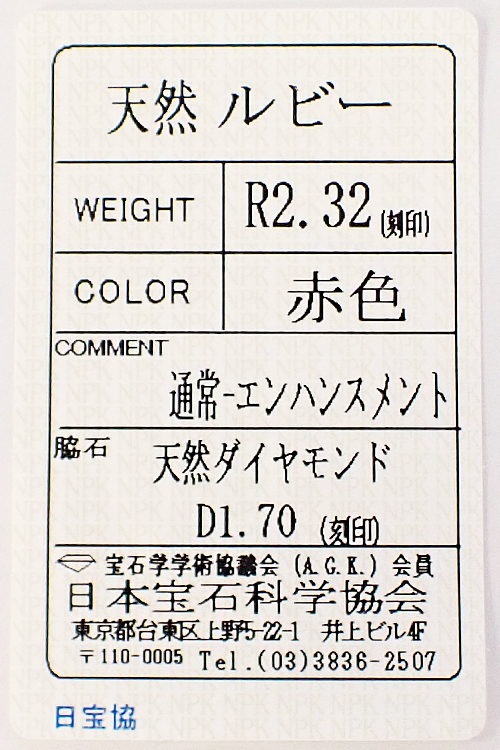 天然 ルビー
WEIGHT R2.32 (刻印)
COLOR 赤色
COMMENT
通常-エンハンスメント
脇石 天然ダイヤモンド
D1.70 (刻印)
宝石学学術協議会 (A.G.K.) 会員
日本宝石科学協会
東京都台東区上野5-22-1 井上ビル4F
〒110-0005 Tel.(03)3836-2507
日宝協